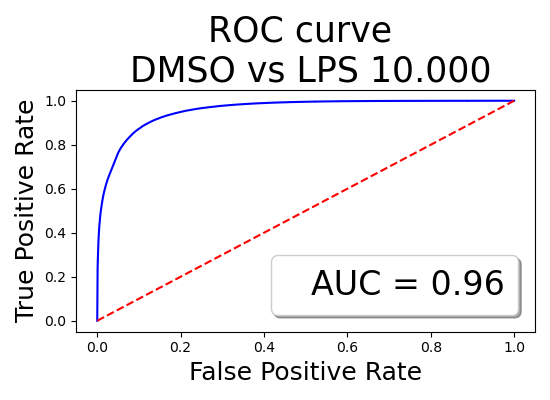 ROC curve
DMSO vs LPS 10.000
True Positive Rate
1.0
0.8
0.6
0.4
0.2
0.0
AUC = 0.96
0.0 0.2 0.4 0.6 0.8 1.0
False Positive Rate